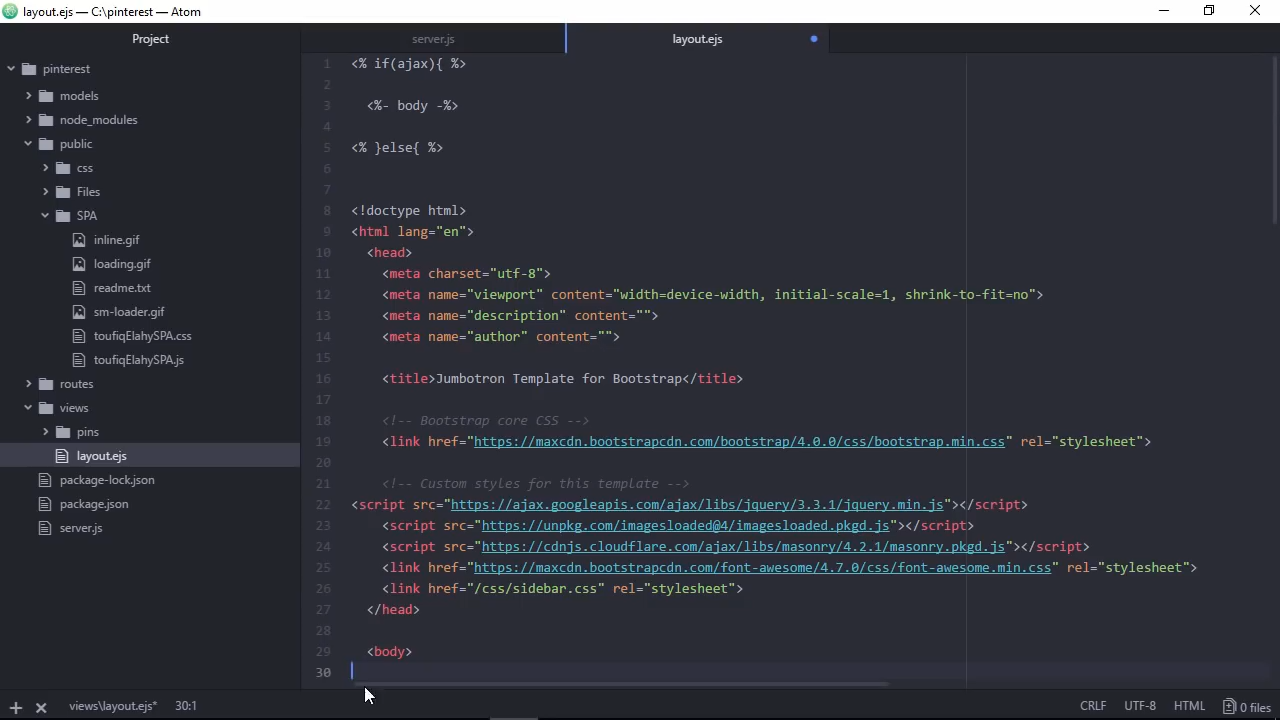 layout.ejs — C:\pinterest — Atom
Project
server.js
layout.ejs
pinterest
models
node_modules
public
css
Files
SPA
inline.gif
loading.gif
readme.txt
sm-loader.gif
toufiqElahySPA.css
toufiqElahySPA.js
routes
views
pins
layout.ejs
package-lock.json
package.json
server.js
1 <% if(ajax){ %>
2
3 <%- body -%>
4
5 <% }else{ %>
6
7
8 <!doctype html>
9 <html lang="en">
10 <head>
11 <meta charset="utf-8">
12 <meta name="viewport" content="width=device-width, initial-scale=1, shrink-to-fit=no">
13 <meta name="description" content="">
14 <meta name="author" content="">
15
16 <title>Jumbotron Template for Bootstrap</title>
17
18 <!-- Bootstrap core CSS -->
19 <link href="https://maxcdn.bootstrapcdn.com/bootstrap/4.0.0/css/bootstrap.min.css" rel="stylesheet">
20
21 <!-- Custom styles for this template -->
22 <script src="https://ajax.googleapis.com/ajax/libs/jquery/3.3.1/jquery.min.js"></script>
23 <script src="https://unpkg.com/imagesloaded@4/imagesloaded.pkgd.js"></script>
24 <script src="https://cdnjs.cloudflare.com/ajax/libs/masonry/4.2.1/masonry.pkgd.js"></script>
25 <link href="https://maxcdn.bootstrapcdn.com/font-awesome/4.7.0/css/font-awesome.min.css" rel="stylesheet">
26 <link href="/css/sidebar.css" rel="stylesheet">
27 </head>
28
29 <body>
30
views\layout.ejs* 30:1
CRLF UTF-8 HTML 0 files